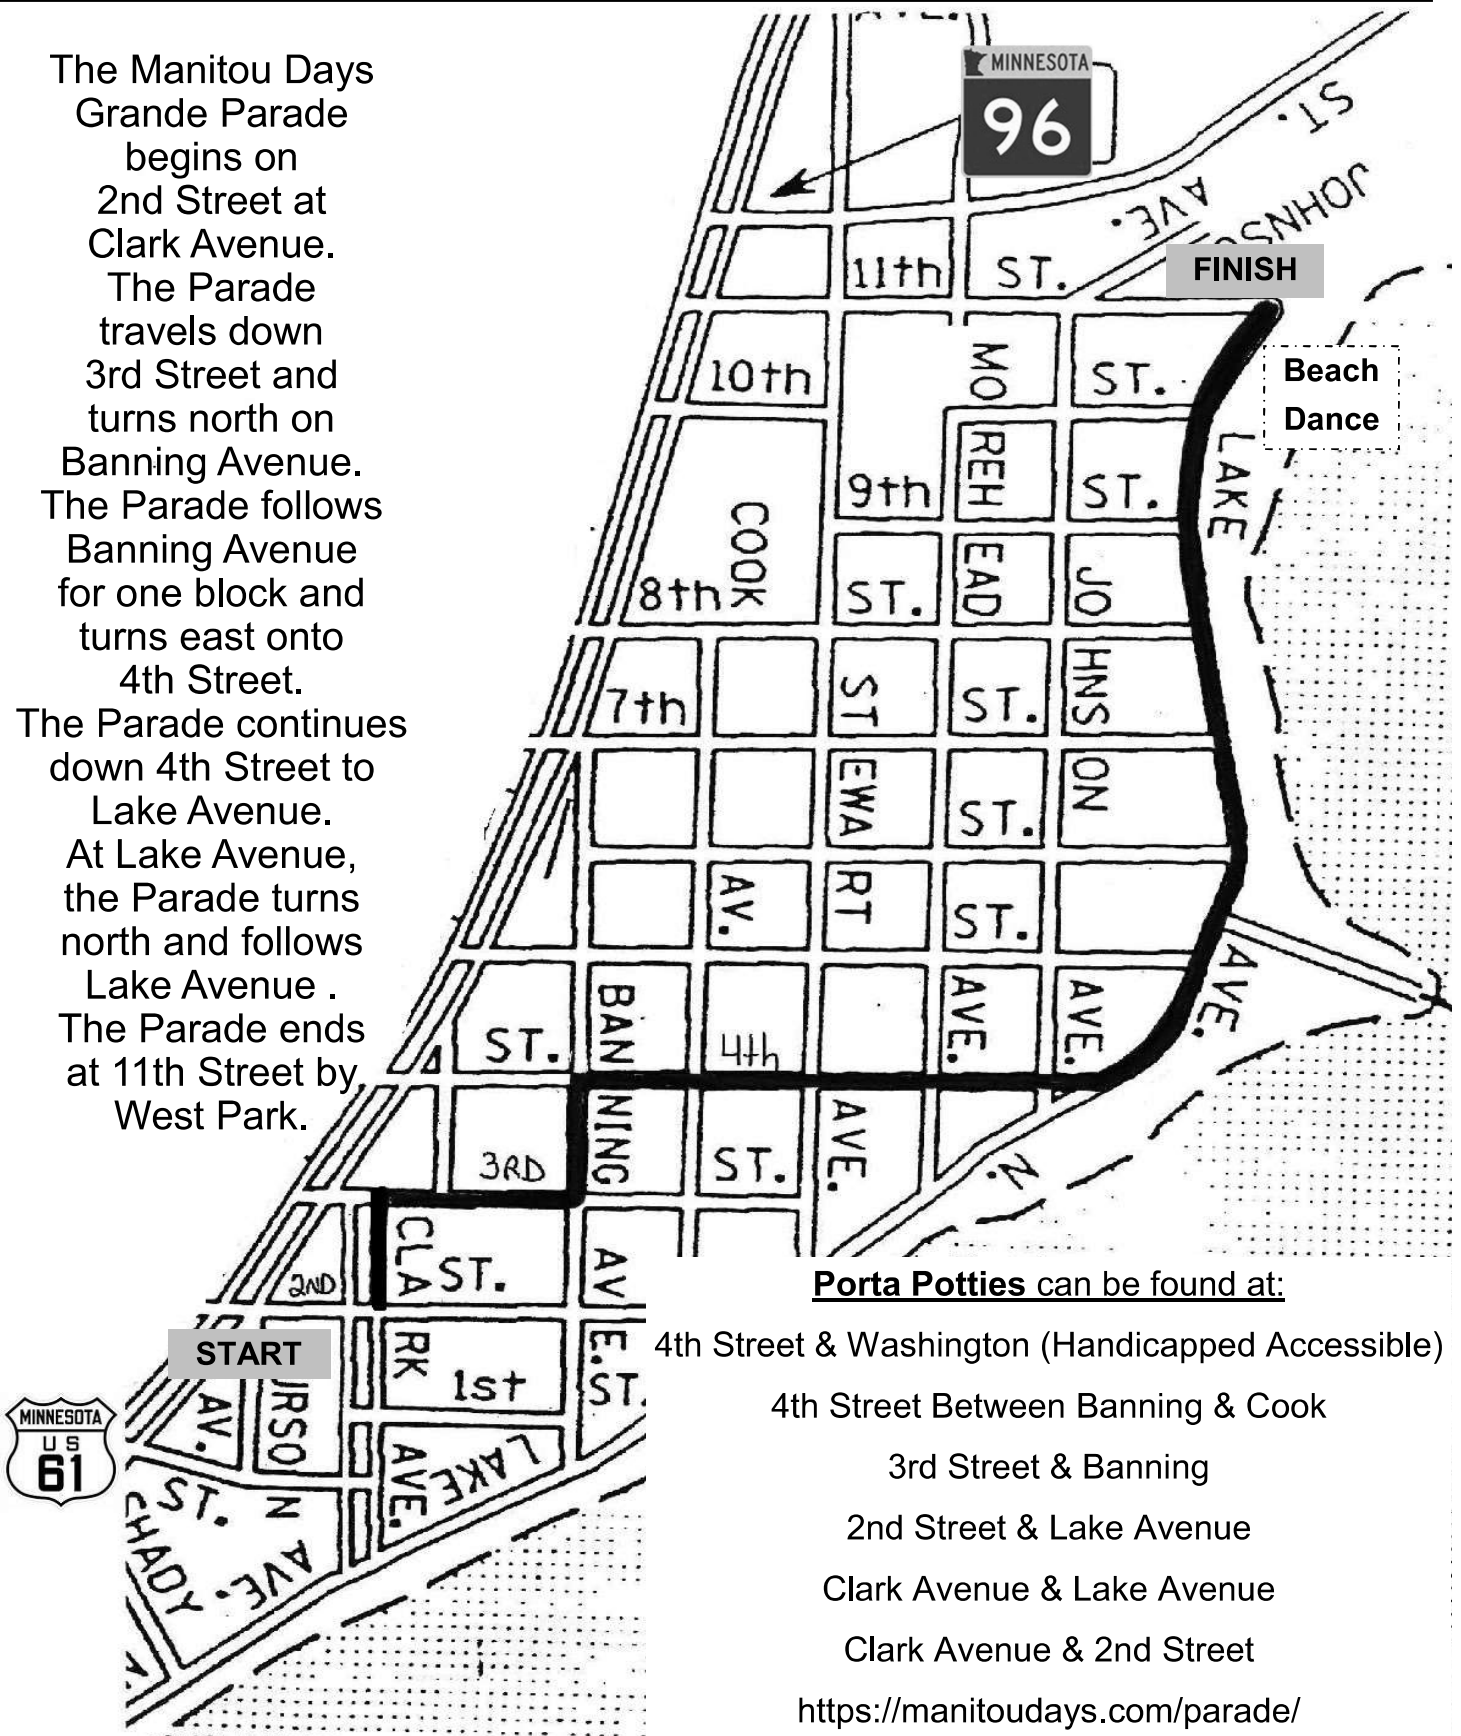 The Manitou Days
Grande Parade
begins on
2nd Street at
Clark Avenue.
The Parade
travels down
3rd Street and
turns north on
Banning Avenue.
The Parade follows
Banning Avenue
for one block and
turns east onto
4th Street.
The Parade continues
down 4th Street to
Lake Avenue.
At Lake Avenue,
the Parade turns
north and follows
Lake Avenue .
The Parade ends
at 11th Street by
West Park.
MINNESOTA
96
ST.
AVE.
11th ST.
FINISH
10th ST.
Beach
Dance
9th ST.
8th ST.
7th ST.
ST.
ST.
COOK AV.
STEWART AVE.
MOREHEAD AVE.
JOHNSON AVE.
LAKE AVE. N.
BANNING AVE.
4th ST.
3RD ST.
2ND ST.
CLARK AVE.
1st ST.
LAKE
START
AV.
N AVE.
ST.
MINNESOTA
US
61
Porta Potties can be found at:
4th Street & Washington (Handicapped Accessible)
4th Street Between Banning & Cook
3rd Street & Banning
2nd Street & Lake Avenue
Clark Avenue & Lake Avenue
Clark Avenue & 2nd Street
https://manitoudays.com/parade/